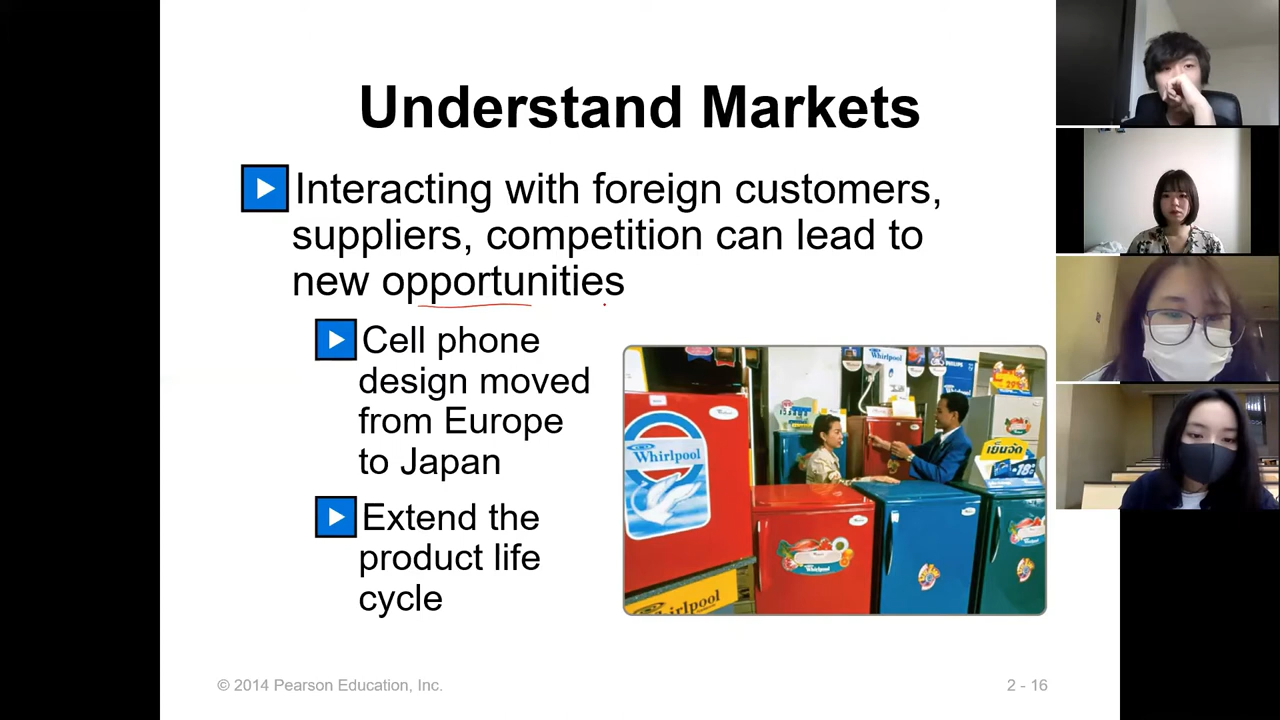 Understand Markets
Interacting with foreign customers,
suppliers, competition can lead to
new opportunities
Cell phone
design moved
from Europe
to Japan
Extend the
product life
cycle
Whirlpool
PHILIPS
Whirlpool
เย็นจัด
Whirlpool
© 2014 Pearson Education, Inc.
2 - 16